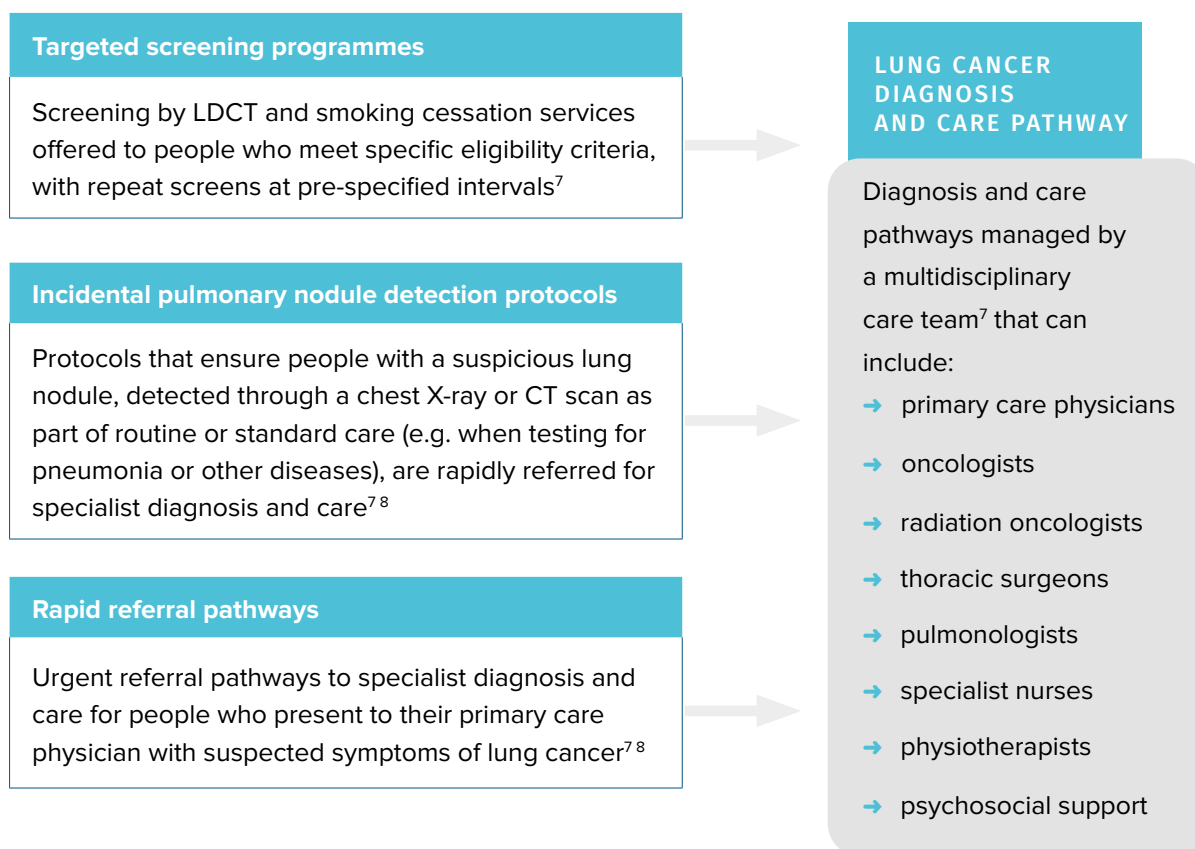 Targeted screening programmes
Screening by LDCT and smoking cessation services
offered to people who meet specific eligibility criteria,
with repeat screens at pre-specified intervals⁷
Incidental pulmonary nodule detection protocols
Protocols that ensure people with a suspicious lung
nodule, detected through a chest X-ray or CT scan as
part of routine or standard care (e.g. when testing for
pneumonia or other diseases), are rapidly referred for
specialist diagnosis and care⁷ ⁸
Rapid referral pathways
Urgent referral pathways to specialist diagnosis and
care for people who present to their primary care
physician with suspected symptoms of lung cancer⁷ ⁸
LUNG CANCER
DIAGNOSIS
AND CARE PATHWAY
Diagnosis and care
pathways managed by
a multidisciplinary
care team⁷ that can
include:
→ primary care physicians
→ oncologists
→ radiation oncologists
→ thoracic surgeons
→ pulmonologists
→ specialist nurses
→ physiotherapists
→ psychosocial support